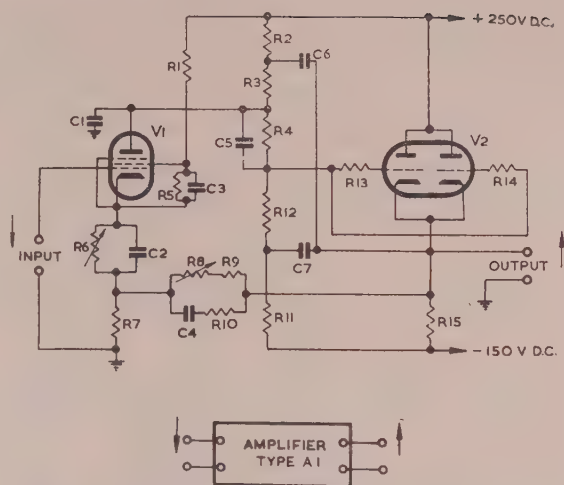 + 250V D.C.
R2
C6
R1
R3
C1
V1
C5
R4
V2
R5
C3
R13
R14
R12
INPUT
R6
C2
C7
R8
R9
OUTPUT
C4
R10
R7
R11
R15
-150 V D.C.
AMPLIFIER
TYPE A1